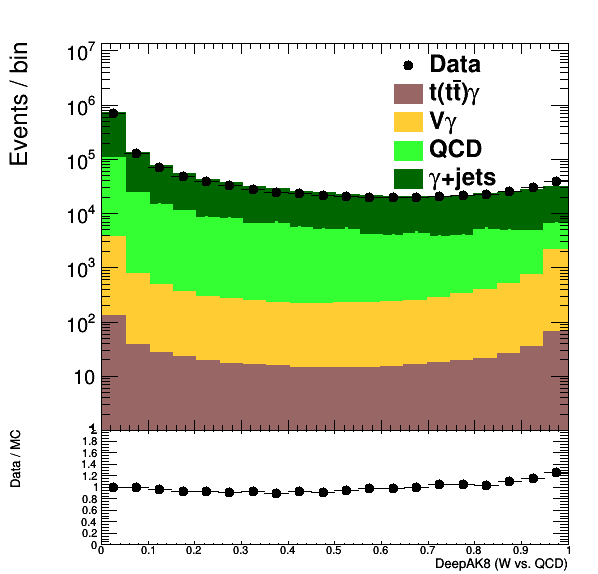 Events / bin
10^7
10^6
10^5
10^4
10^3
10^2
10
1
Data
t(tt̄)γ
Vγ
QCD
γ+jets
Data / MC
1.8
1.6
1.4
1.2
1
0.8
0.6
0.4
0.2
0
0 0.1 0.2 0.3 0.4 0.5 0.6 0.7 0.8 0.9 1
DeepAK8 (W vs. QCD)